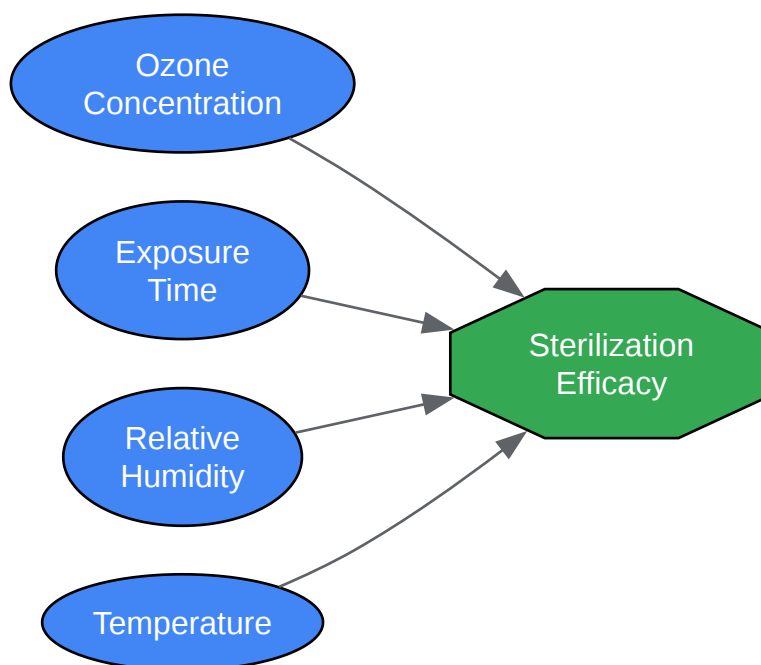 Ozone
Concentration
Exposure
Time
Relative
Humidity
Temperature
Sterilization
Efficacy